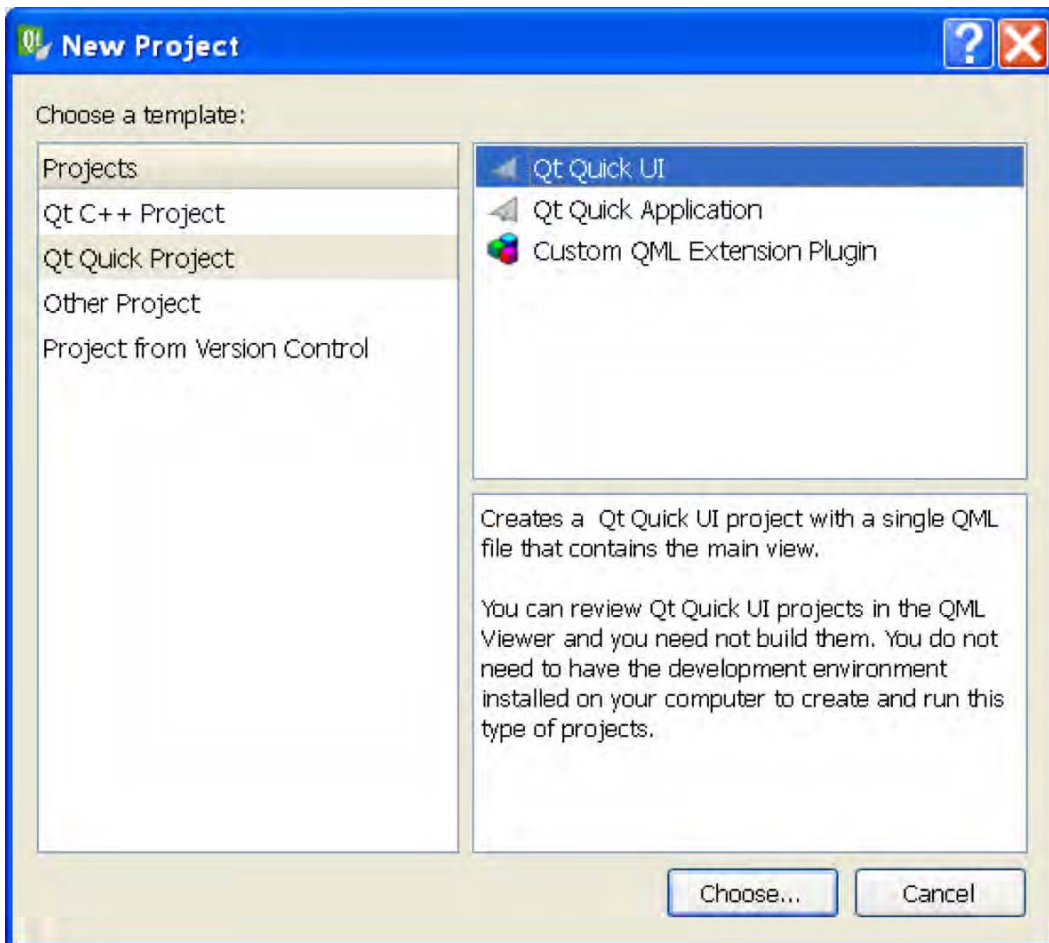 Qt New Project
Choose a template:
Projects
Qt C++ Project
Qt Quick Project
Other Project
Project from Version Control
Qt Quick UI
Qt Quick Application
Custom QML Extension Plugin
Creates a  Qt Quick UI project with a single QML
file that contains the main view.
You can review Qt Quick UI projects in the QML
Viewer and you need not build them. You do not
need to have the development environment
installed on your computer to create and run this
type of projects.
Choose...
Cancel